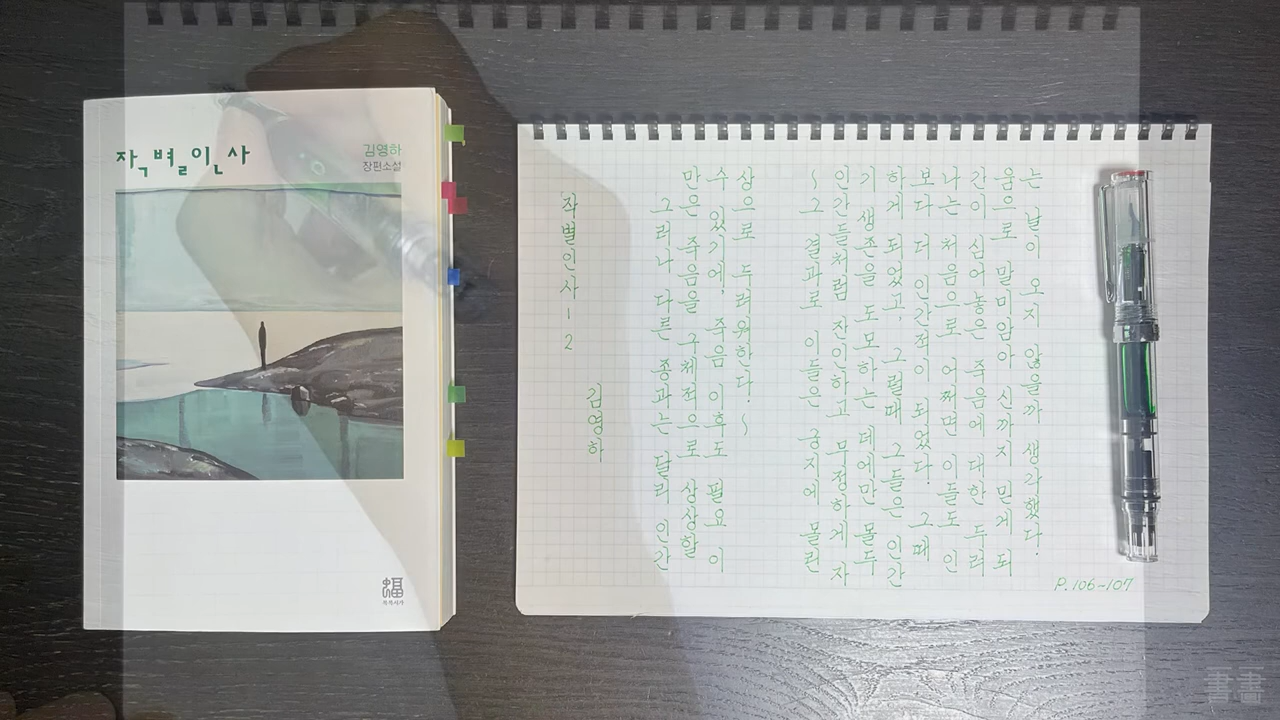 작별인사
김영하
장편소설
복복서가
작별인사-2
김영하
그러나 다른 종과는 달리 인간
만은 죽음을 구체적으로 상상할
수 있기에, 죽음 이후도 필요 이
상으로 두려워한다. ~
~ 그 결과로 이들은 궁지에 몰린
인간들처럼 잔인하고 무정하게 자
기 생존을 도모하는 데에만 몰두
하게 되었고, 그럴때 그들은 인간
보다 더 인간적이 되었다. 그때
나는 처음으로 어쩌면 이들도 인
간이 심어놓은 죽음에 대한 두려
움으로 말미암아 신까지 믿게 되
는 날이 오지 않을까 생각했다.
P.106-107
書畵